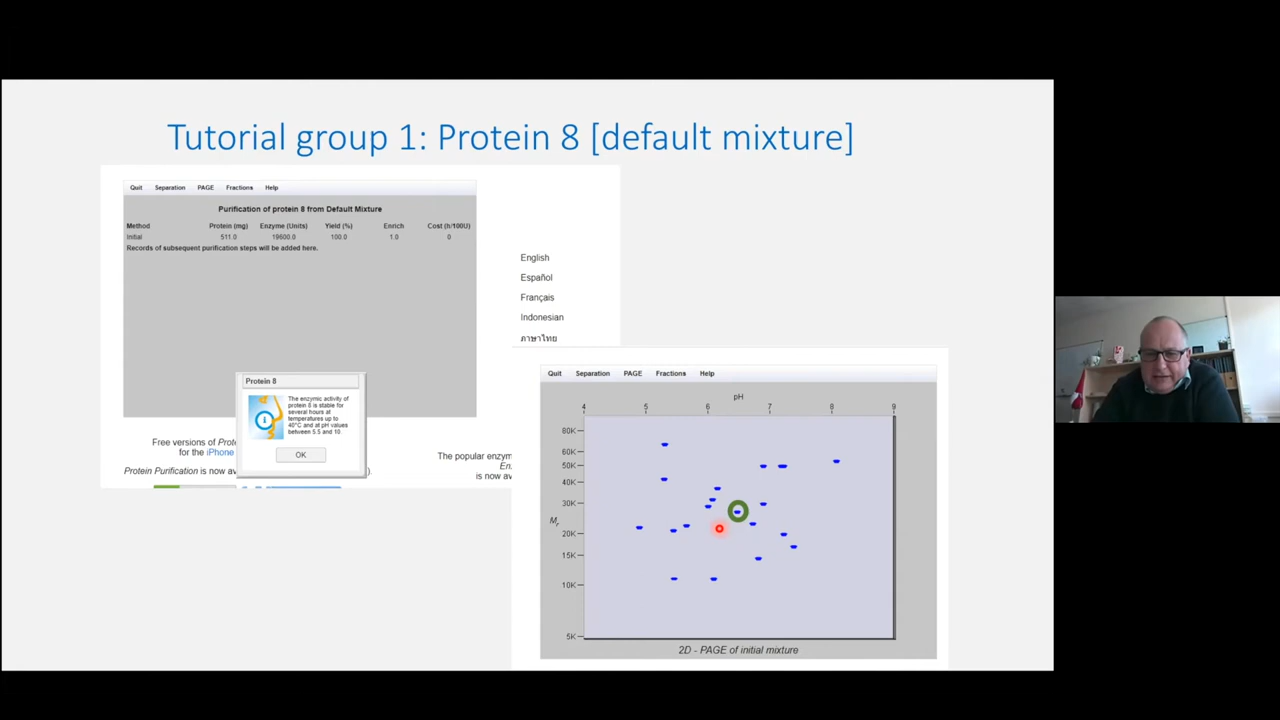 Tutorial group 1: Protein 8 [default mixture]
Quit Separation PAGE Fractions Help
Purification of protein 8 from Default Mixture
Method Protein (mg) Enzyme (Units) Yield (%) Enrich Cost (h/100U)
Initial 511.0 19600.0 100.0 1.0 0
Records of subsequent purification steps will be added here.
English
Español
Français
Indonesian
ภาษาไทย
Protein 8
The enzymic activity of
protein 8 is stable for
several hours at
temperatures up to
40°C and at pH values
between 5.5 and 10
OK
Free versions of Prote
for the iPhone
Protein Purification is now av ).
The popular enzym
En
is now av
Quit Separation PAGE Fractions Help
pH
4 5 6 7 8 9
80K
60K
50K
40K
30K
Mr
20K
15K
10K
5K
2D - PAGE of initial mixture